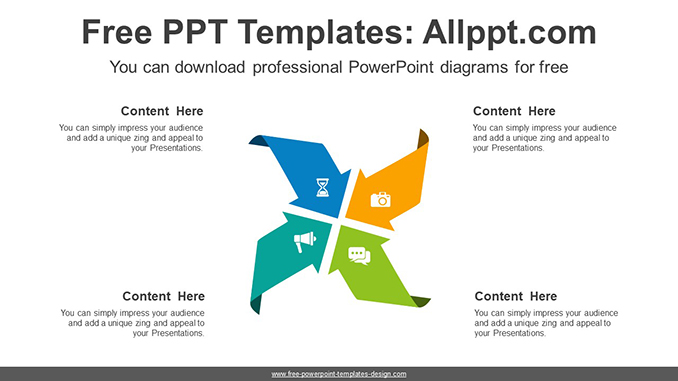 Free PPT Templates: Allppt.com
You can download professional PowerPoint diagrams for free
Content Here
You can simply impress your audience
and add a unique zing and appeal to
your Presentations.
Content Here
You can simply impress your audience
and add a unique zing and appeal to
your Presentations.
Content Here
You can simply impress your audience
and add a unique zing and appeal to
your Presentations.
Content Here
You can simply impress your audience
and add a unique zing and appeal to
your Presentations.
www.free-powerpoint-templates-design.com